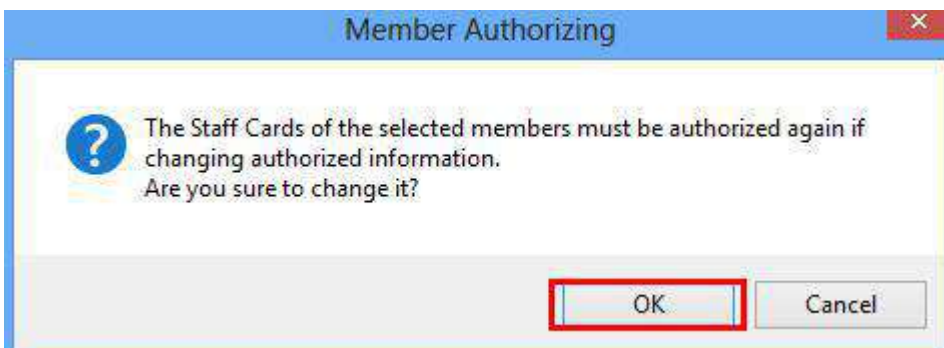 Member Authorizing
The Staff Cards of the selected members must be authorized again if
changing authorized information.
Are you sure to change it?
OK
Cancel